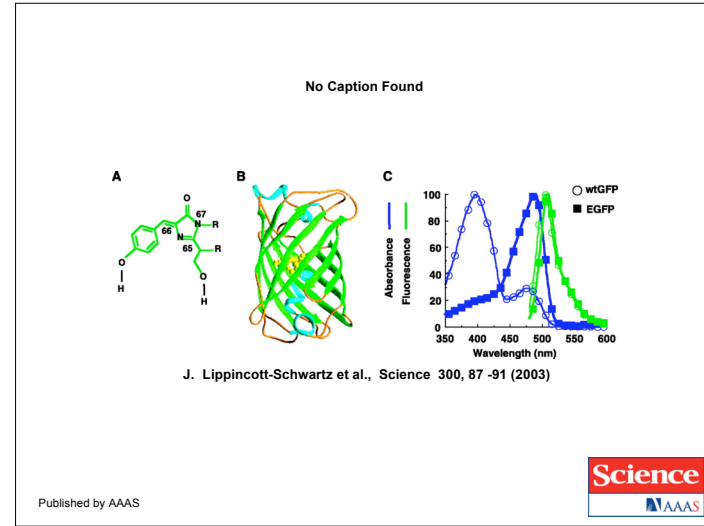 No Caption Found
A
B
C
O
67
N
R
66
N
65
R
O
H
O
H
Absorbance
Fluorescence
100
80
60
40
20
0
350 400 450 500 550 600
Wavelength (nm)
wtGFP
EGFP
J. Lippincott-Schwartz et al., Science 300, 87 -91 (2003)
Published by AAAS
Science
AAAS